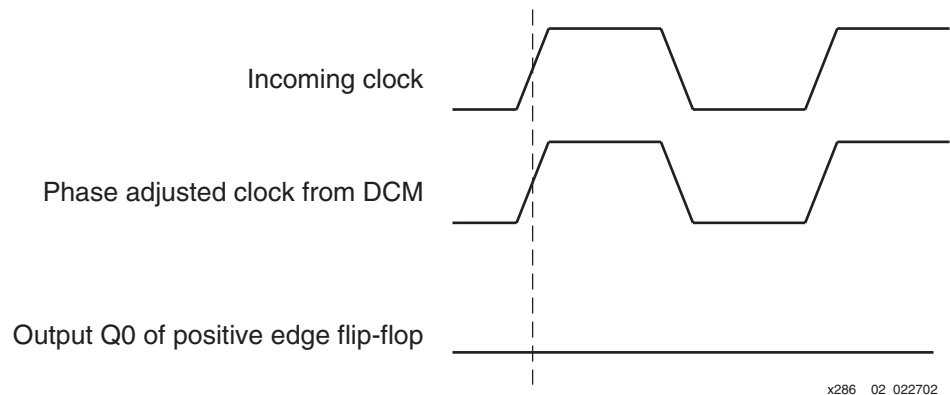 Incoming clock
Phase adjusted clock from DCM
Output Q0 of positive edge flip-flop
x286 02 022702